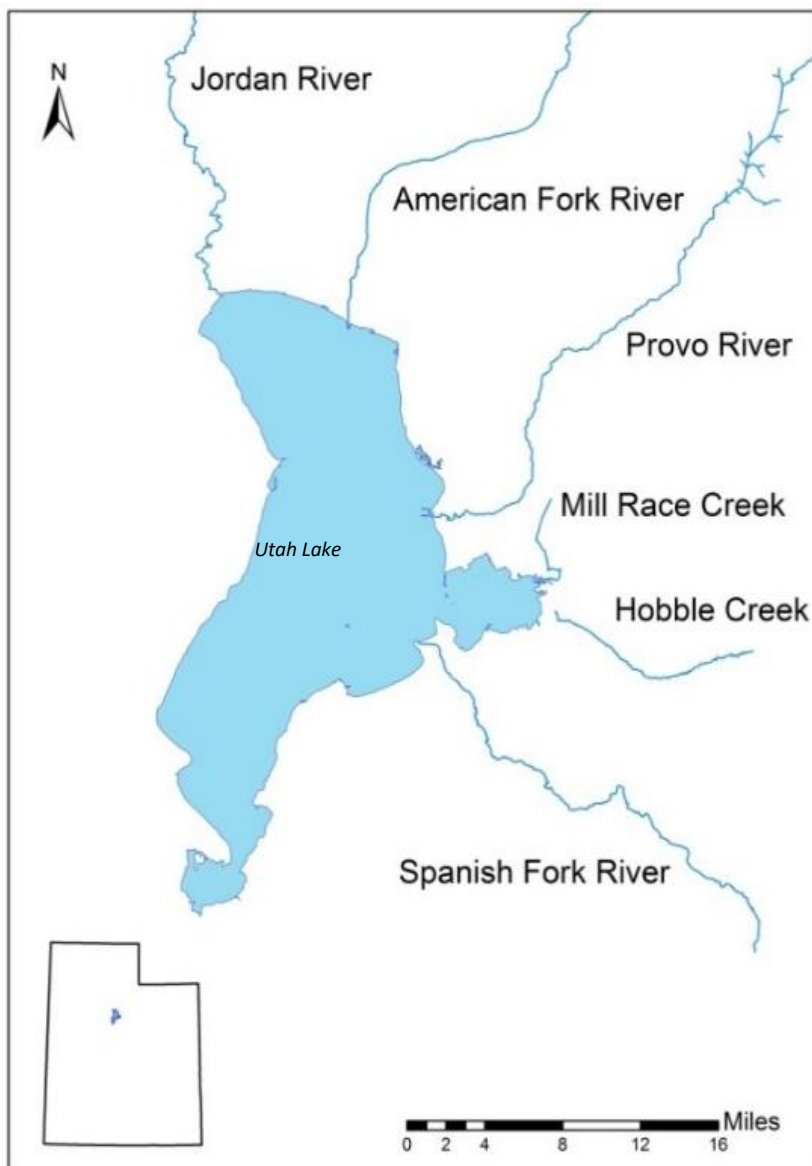 N
Jordan River
American Fork River
Provo River
Mill Race Creek
Utah Lake
Hobble Creek
Spanish Fork River
Miles
0 2 4 8 12 16